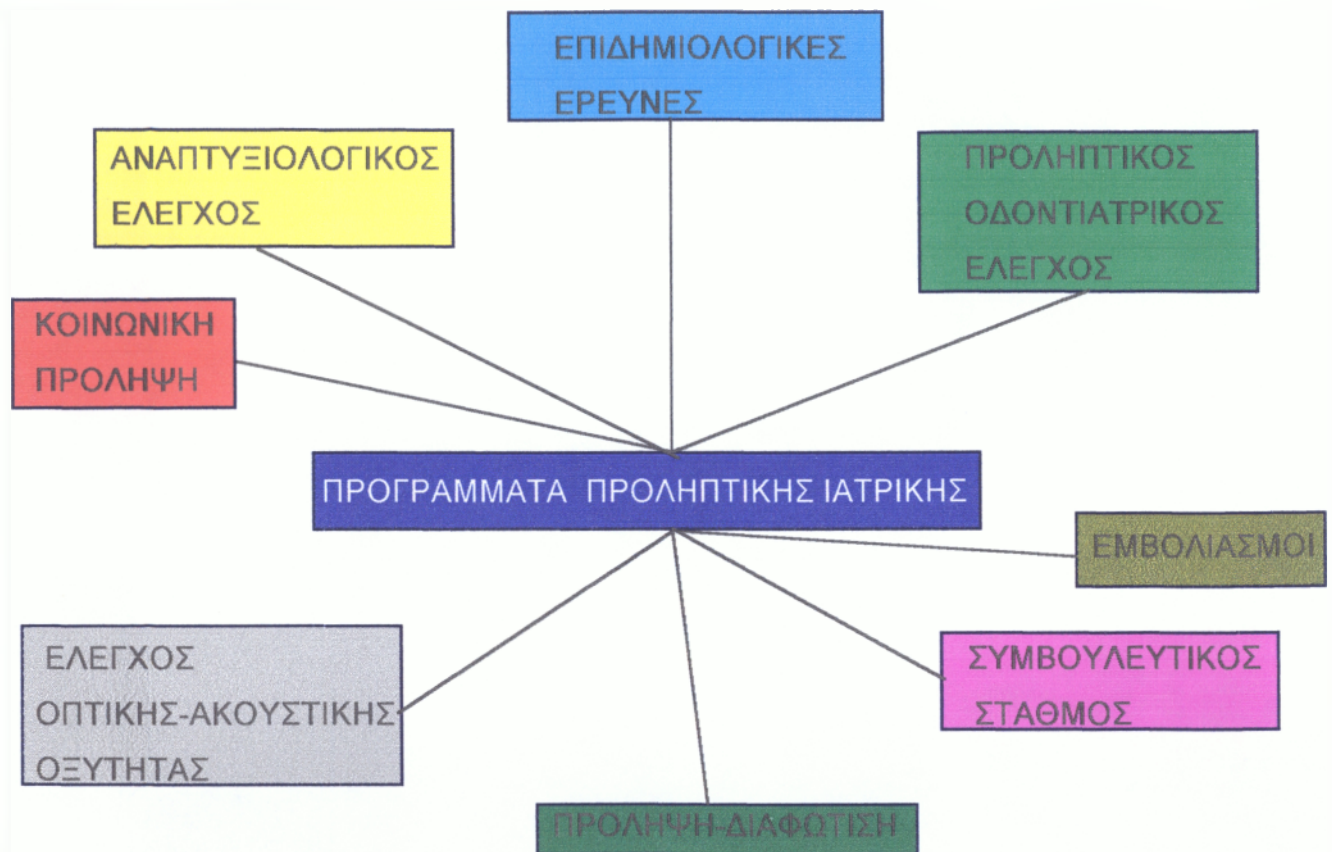 ΕΠΙΔΗΜΙΟΛΟΓΙΚΕΣ
ΕΡΕΥΝΕΣ
ΑΝΑΠΤΥΞΙΟΛΟΓΙΚΟΣ
ΕΛΕΓΧΟΣ
ΠΡΟΛΗΠΤΙΚΟΣ
ΟΔΟΝΤΙΑΤΡΙΚΟΣ
ΕΛΕΓΧΟΣ
ΚΟΙΝΩΝΙΚΗ
ΠΡΟΛΗΨΗ
ΠΡΟΓΡΑΜΜΑΤΑ ΠΡΟΛΗΠΤΙΚΗΣ ΙΑΤΡΙΚΗΣ
ΕΜΒΟΛΙΑΣΜΟΙ
ΕΛΕΓΧΟΣ
ΟΠΤΙΚΗΣ-ΑΚΟΥΣΤΙΚΗΣ
ΟΞΥΤΗΤΑΣ
ΣΥΜΒΟΥΛΕΥΤΙΚΟΣ
ΣΤΑΘΜΟΣ
ΠΡΟΛΗΨΗ-ΔΙΑΦΩΤΙΣΗ